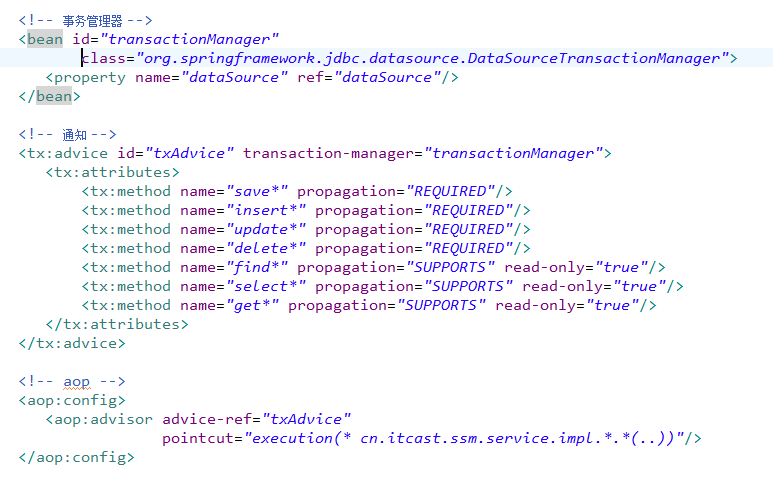 <!-- 事务管理器 -->
<bean id="transactionManager"
class="org.springframework.jdbc.datasource.DataSourceTransactionManager">
<property name="dataSource" ref="dataSource"/>
</bean>
<!-- 通知 -->
<tx:advice id="txAdvice" transaction-manager="transactionManager">
<tx:attributes>
<tx:method name="save*" propagation="REQUIRED"/>
<tx:method name="insert*" propagation="REQUIRED"/>
<tx:method name="update*" propagation="REQUIRED"/>
<tx:method name="delete*" propagation="REQUIRED"/>
<tx:method name="find*" propagation="SUPPORTS" read-only="true"/>
<tx:method name="select*" propagation="SUPPORTS" read-only="true"/>
<tx:method name="get*" propagation="SUPPORTS" read-only="true"/>
</tx:attributes>
</tx:advice>
<!-- aop -->
<aop:config>
<aop:advisor advice-ref="txAdvice"
pointcut="execution(* cn.itcast.ssm.service.impl.*.*(..))"/>
</aop:config>